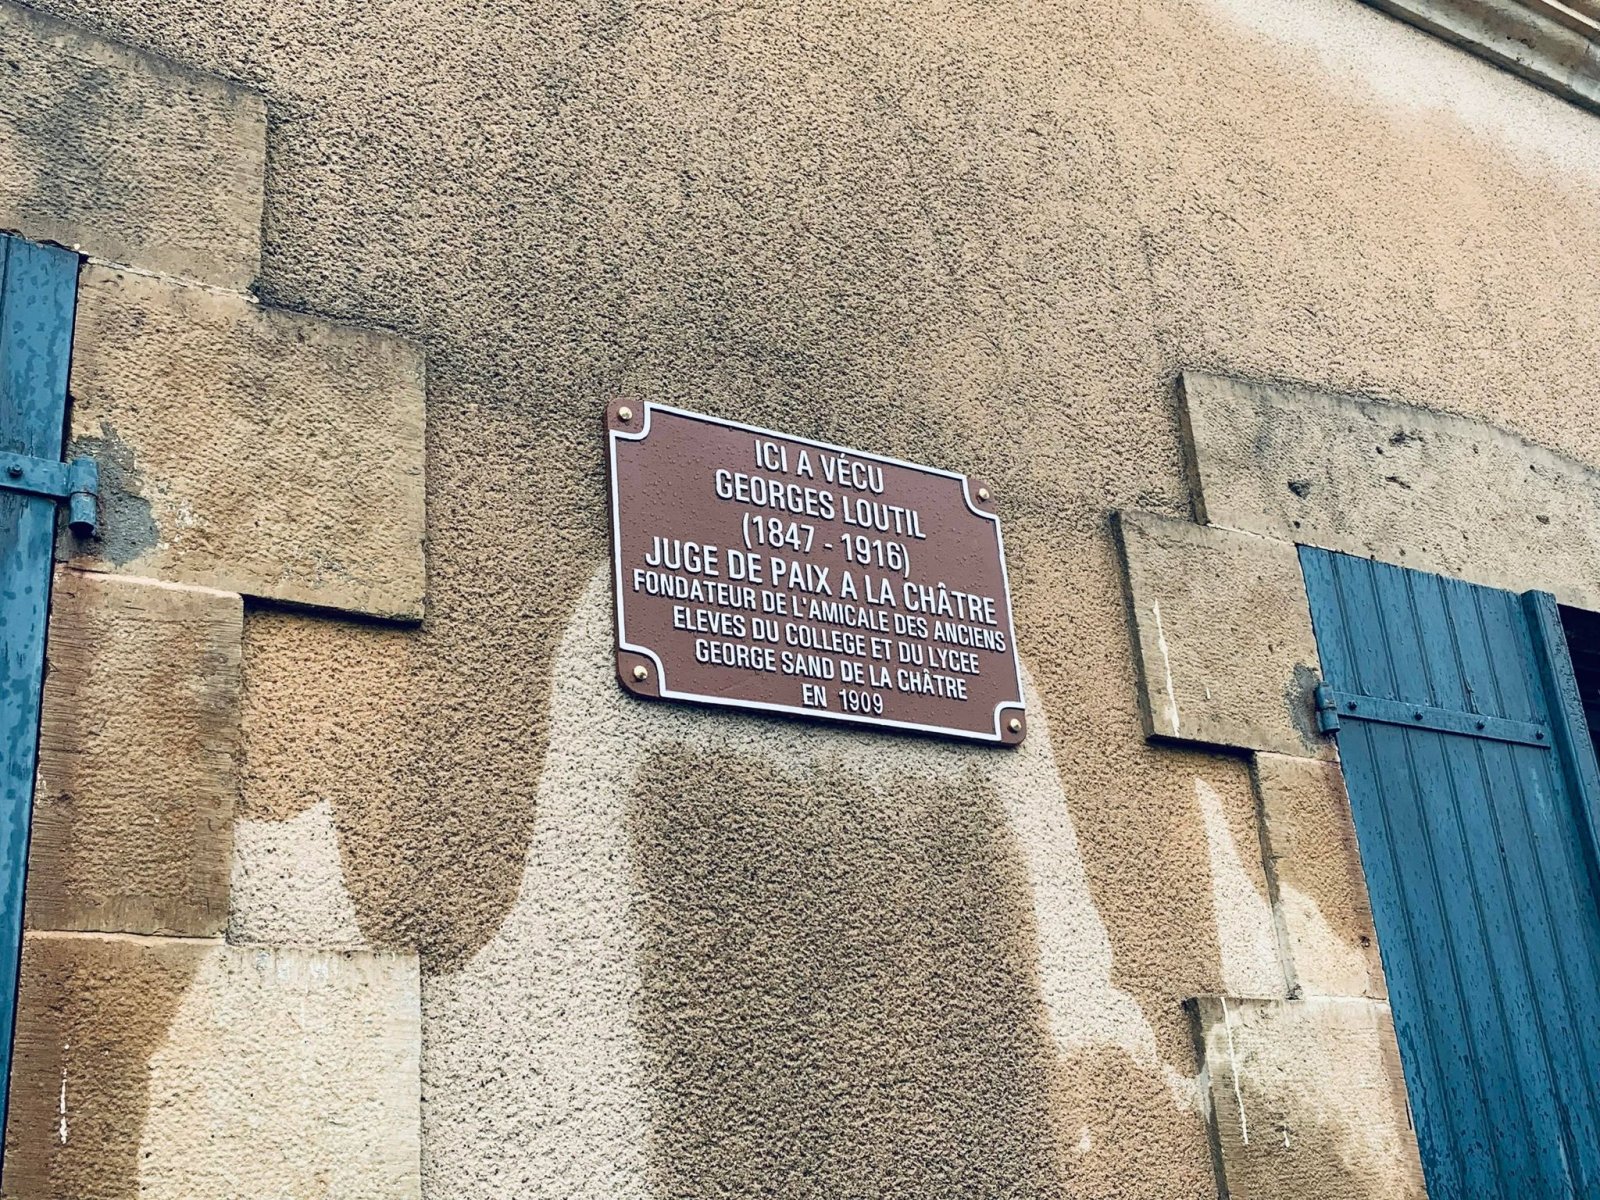 ICI A VÉCU
GEORGES LOUTIL
(1847 - 1916)
JUGE DE PAIX A LA CHÂTRE
FONDATEUR DE L'AMICALE DES ANCIENS
ELEVES DU COLLEGE ET DU LYCEE
GEORGE SAND DE LA CHÂTRE
EN 1909